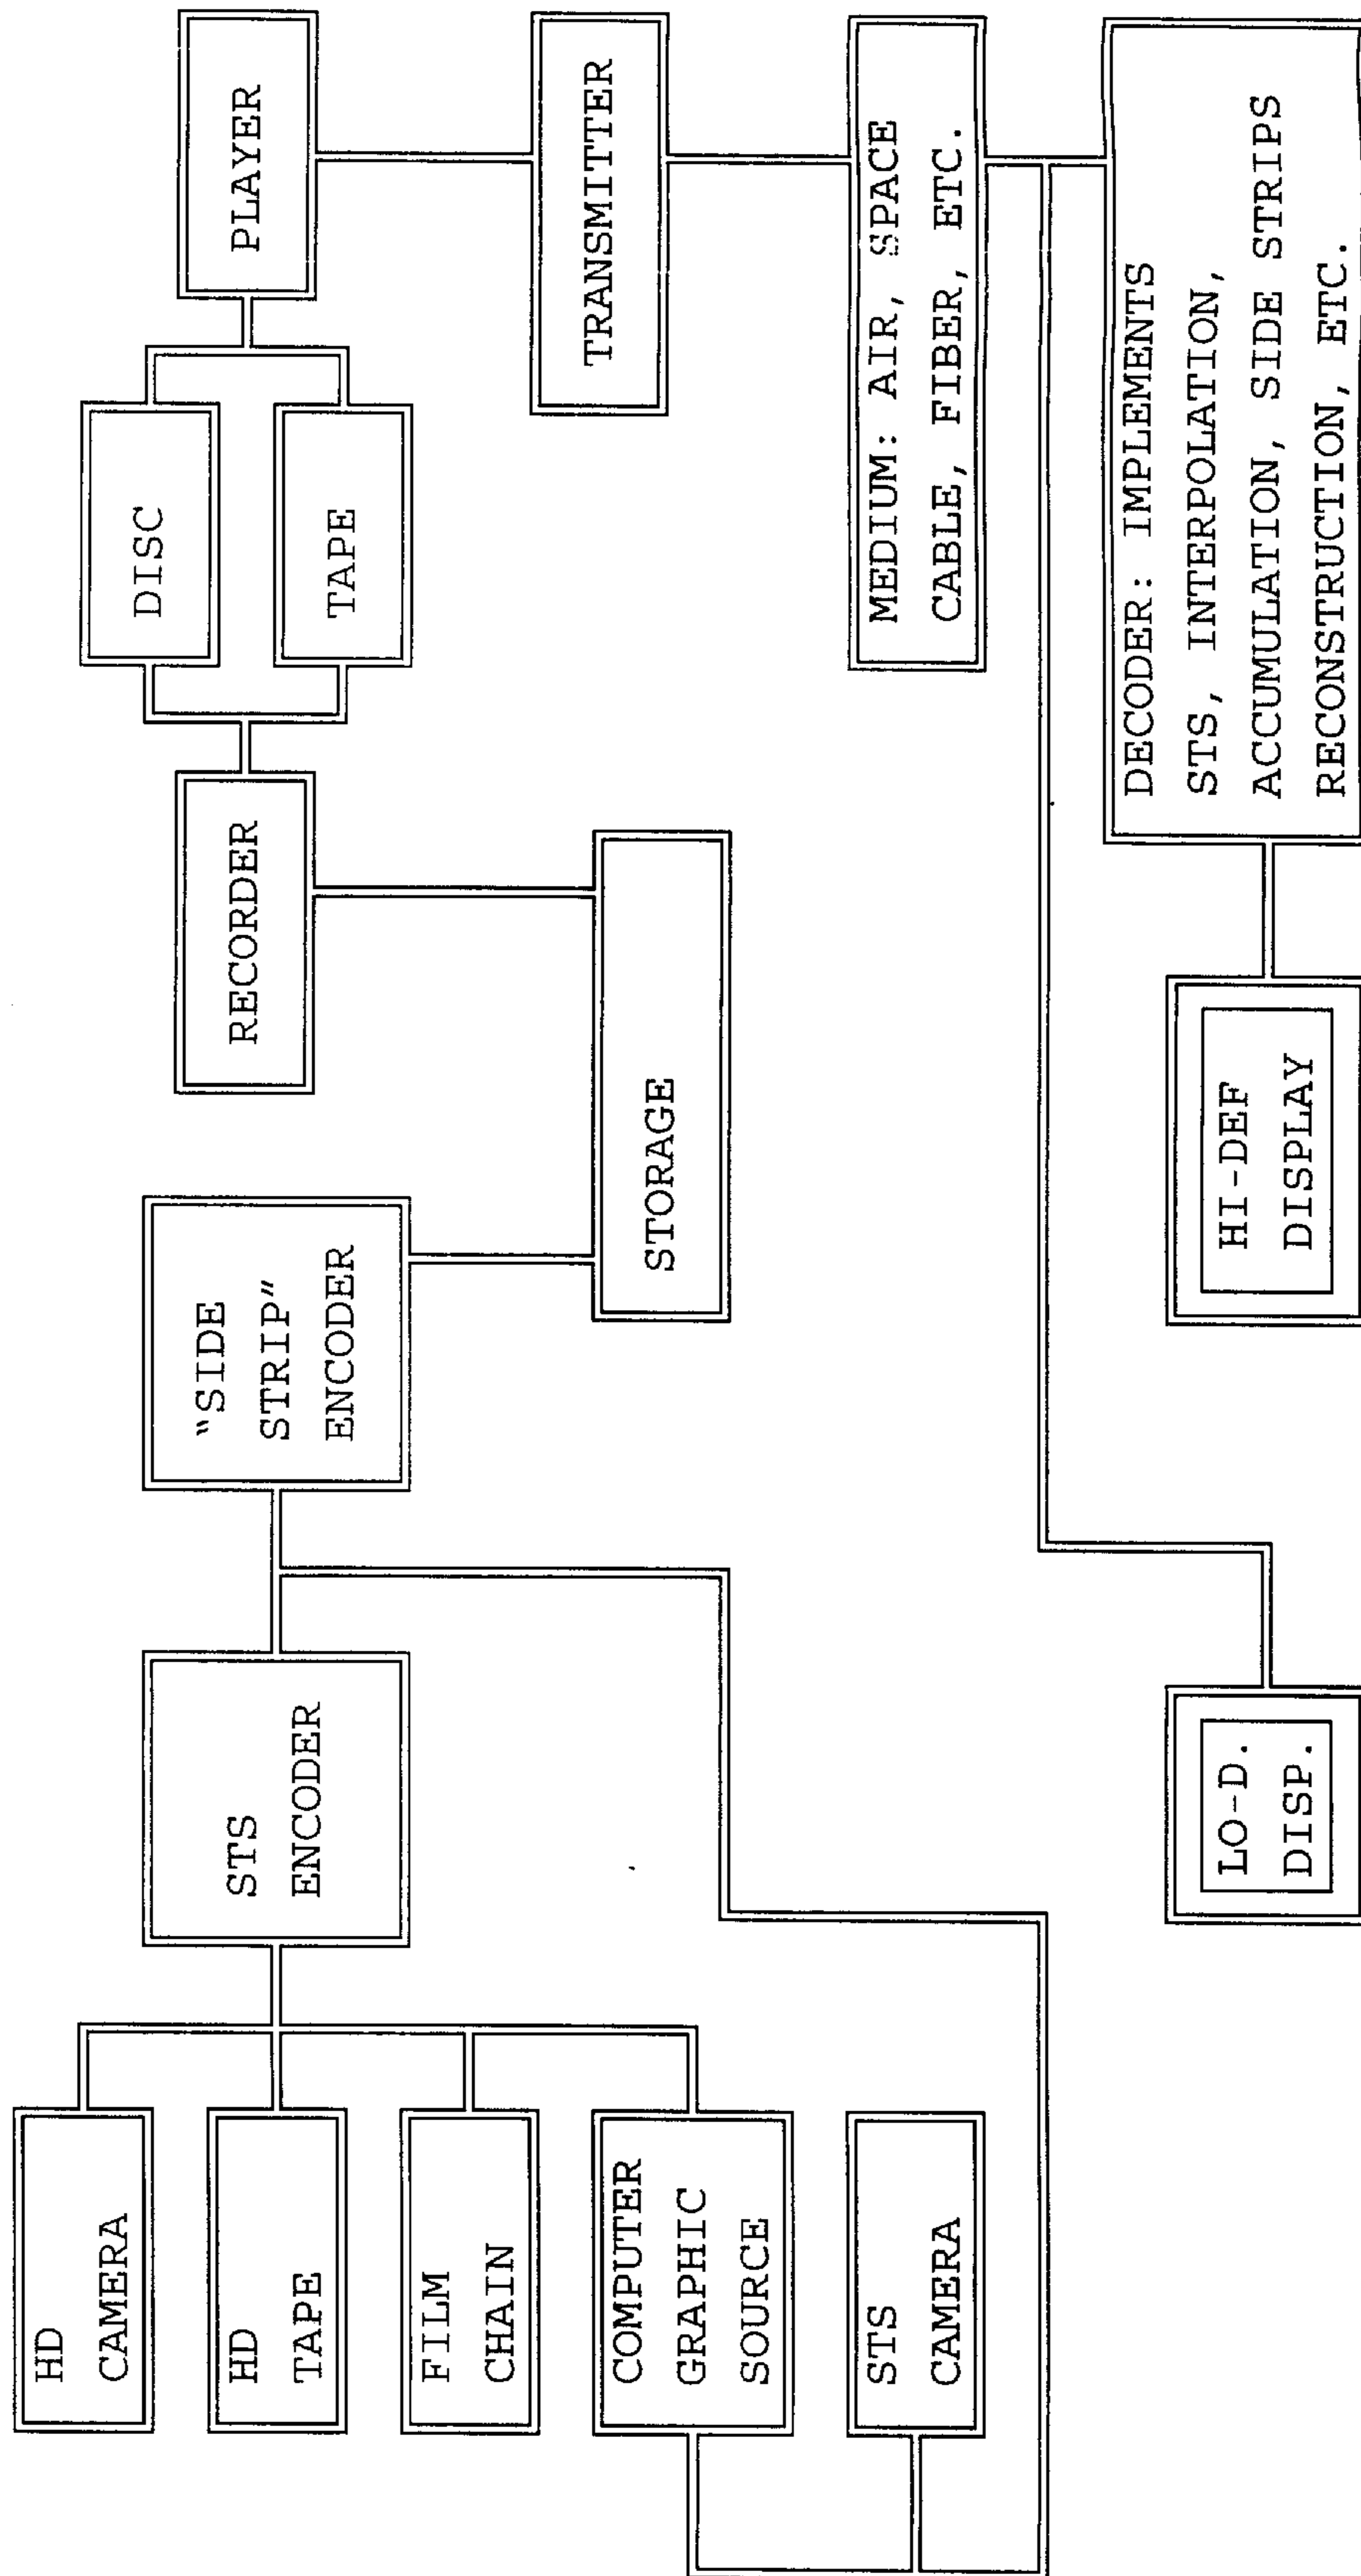 HD
CAMERA
HD
TAPE
FILM
CHAIN
COMPUTER
GRAPHIC
SOURCE
STS
CAMERA
STS
ENCODER
"SIDE
STRIP"
ENCODER
STORAGE
RECORDER
DISC
TAPE
PLAYER
TRANSMITTER
MEDIUM: AIR, SPACE
CABLE, FIBER, ETC.
DECODER: IMPLEMENTS
STS, INTERPOLATION,
ACCUMULATION, SIDE STRIPS
RECONSTRUCTION, ETC.
HI-DEF
DISPLAY
LO-D.
DISP.